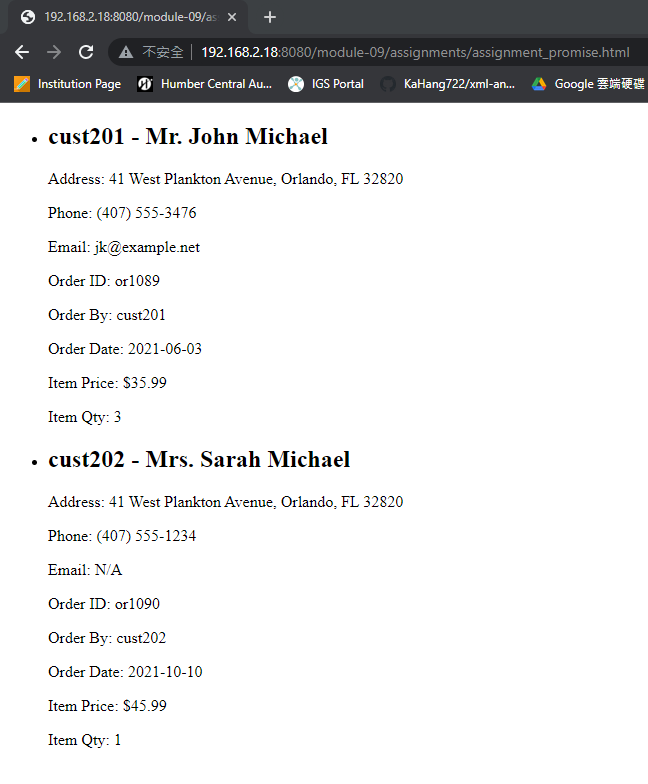 192.168.2.18:8080/module-09/as
不安全 192.168.2.18:8080/module-09/assignments/assignment_promise.html
Institution Page Humber Central Au... IGS Portal KaHang722/xml-an... Google 雲端硬碟
cust201 - Mr. John Michael
Address: 41 West Plankton Avenue, Orlando, FL 32820
Phone: (407) 555-3476
Email: jk@example.net
Order ID: or1089
Order By: cust201
Order Date: 2021-06-03
Item Price: $35.99
Item Qty: 3
cust202 - Mrs. Sarah Michael
Address: 41 West Plankton Avenue, Orlando, FL 32820
Phone: (407) 555-1234
Email: N/A
Order ID: or1090
Order By: cust202
Order Date: 2021-10-10
Item Price: $45.99
Item Qty: 1